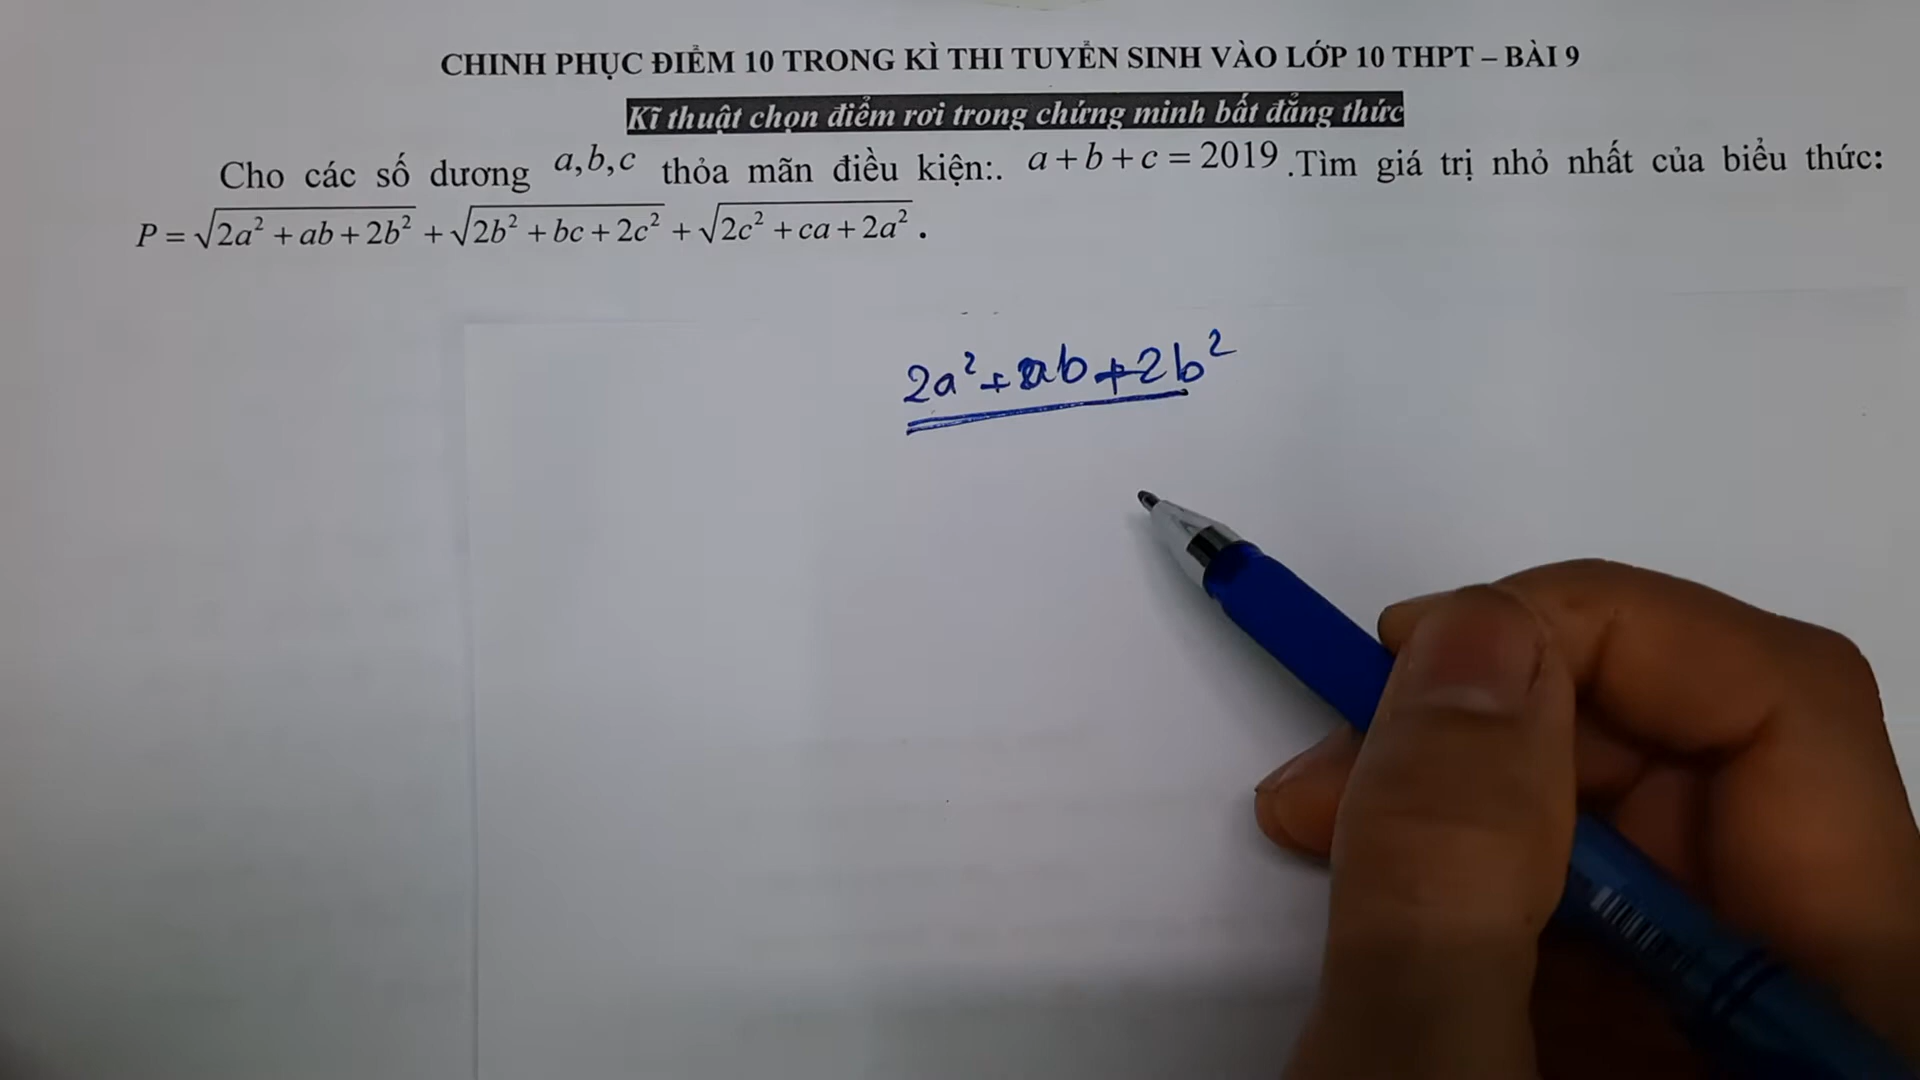 CHINH PHỤC ĐIỂM 10 TRONG KÌ THI TUYỂN SINH VÀO LỚP 10 THPT – BÀI 9
Kĩ thuật chọn điểm rơi trong chứng minh bất đẳng thức
Cho các số dương a,b,c thỏa mãn điều kiện:. a+b+c=2019 .Tìm giá trị nhỏ nhất của biểu thức:
P = √(2a² + ab + 2b²) + √(2b² + bc + 2c²) + √(2c² + ca + 2a²) .
2a² + ab + 2b²